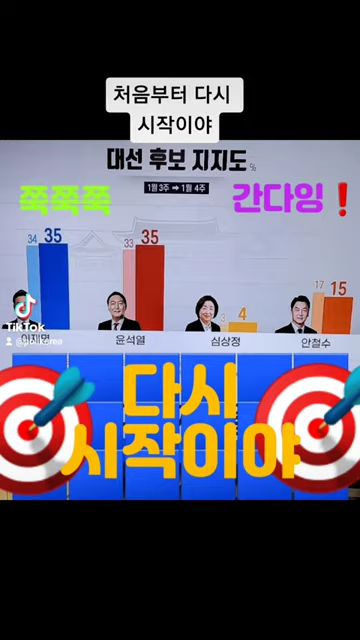 처음부터 다시
시작이야
대선 후보 지지도 %
1월 3주 ➡ 1월 4주
쭉쭉쭉
간다잉❗
34 35
33 35
4
17 15
이재명
윤석열
심상정
안철수
TikTok
다시
시작이야